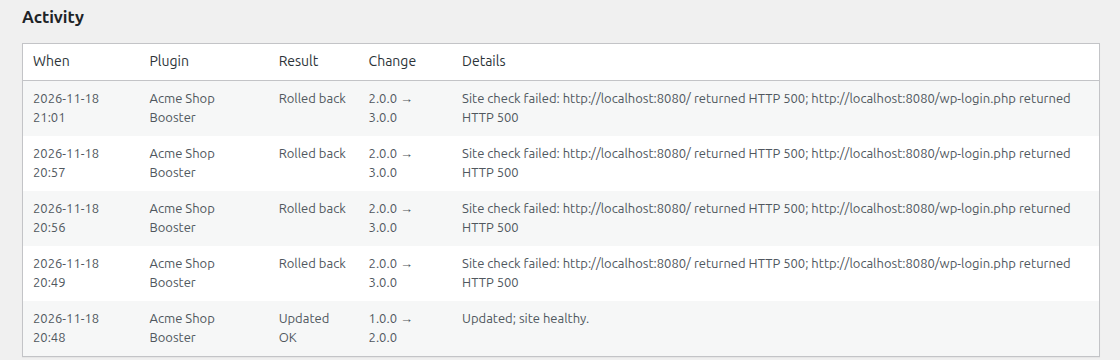 Activity
When Plugin Result Change Details
2026-11-18 Acme Shop Rolled back 2.0.0 → Site check failed: http://localhost:8080/ returned HTTP 500; http://localhost:8080/wp-login.php returned
21:01 Booster 3.0.0 HTTP 500
2026-11-18 Acme Shop Rolled back 2.0.0 → Site check failed: http://localhost:8080/ returned HTTP 500; http://localhost:8080/wp-login.php returned
20:57 Booster 3.0.0 HTTP 500
2026-11-18 Acme Shop Rolled back 2.0.0 → Site check failed: http://localhost:8080/ returned HTTP 500; http://localhost:8080/wp-login.php returned
20:56 Booster 3.0.0 HTTP 500
2026-11-18 Acme Shop Rolled back 2.0.0 → Site check failed: http://localhost:8080/ returned HTTP 500; http://localhost:8080/wp-login.php returned
20:49 Booster 3.0.0 HTTP 500
2026-11-18 Acme Shop Updated 1.0.0 → Updated; site healthy.
20:48 Booster OK 2.0.0